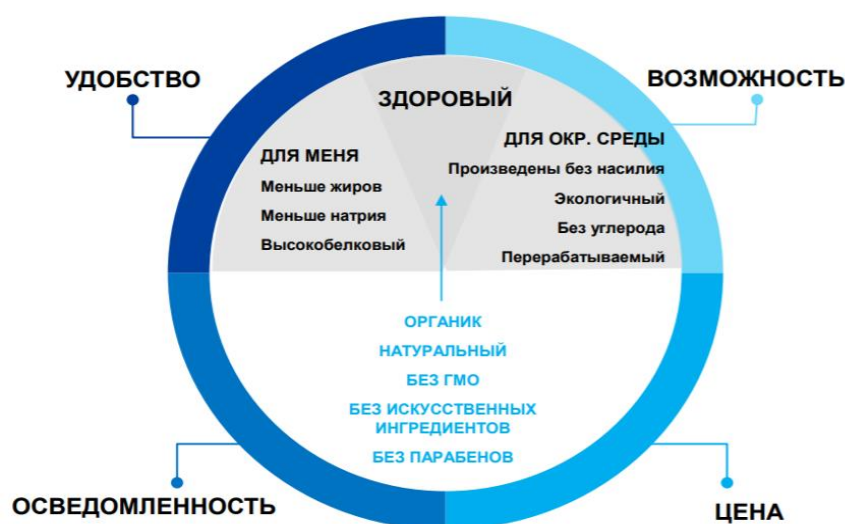 УДОБСТВО
ВОЗМОЖНОСТЬ
ЗДОРОВЫЙ
ДЛЯ МЕНЯ
Меньше жиров
Меньше натрия
Высокобелковый
ДЛЯ ОКР. СРЕДЫ
Произведены без насилия
Экологичный
Без углерода
Перерабатываемый
ОРГАНИК
НАТУРАЛЬНЫЙ
БЕЗ ГМО
БЕЗ ИСКУССТВЕННЫХ
ИНГРЕДИЕНТОВ
БЕЗ ПАРАБЕНОВ
ОСВЕДОМЛЕННОСТЬ
ЦЕНА